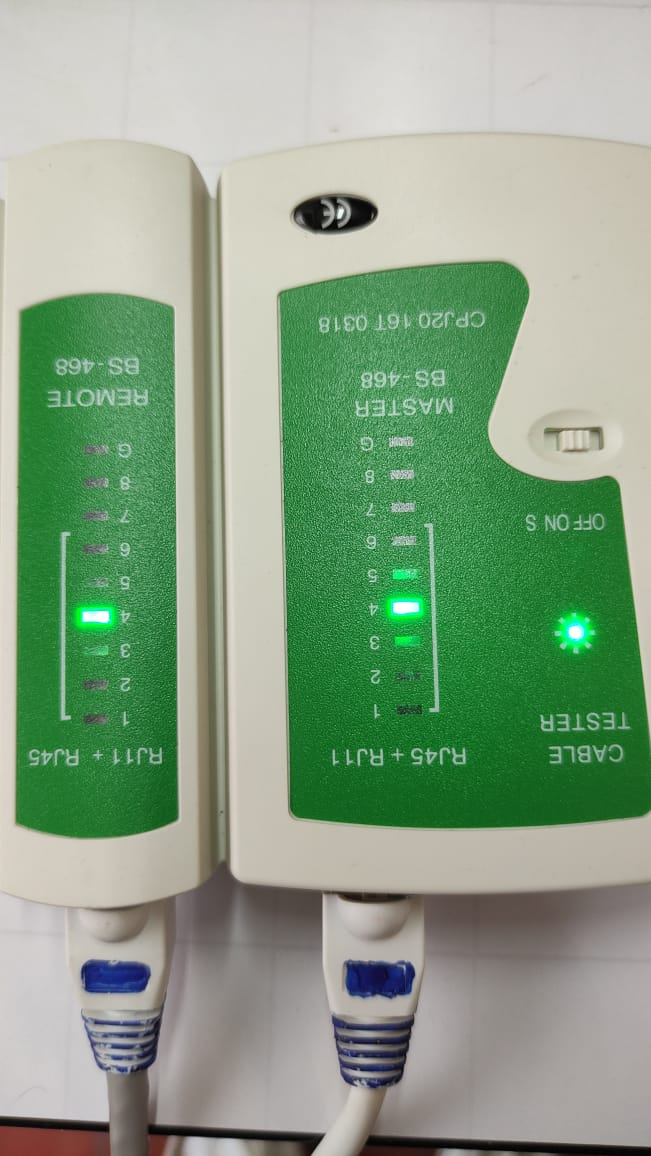 CABLE
TESTER
OFF ON S
RJ45 + RJ11
1
2
3
4
5
6
7
8
G
MASTER
BS-468
CPJ20 16T 0318
CE
RJ11 + RJ45
1
2
3
4
5
6
7
8
G
REMOTE
BS-468